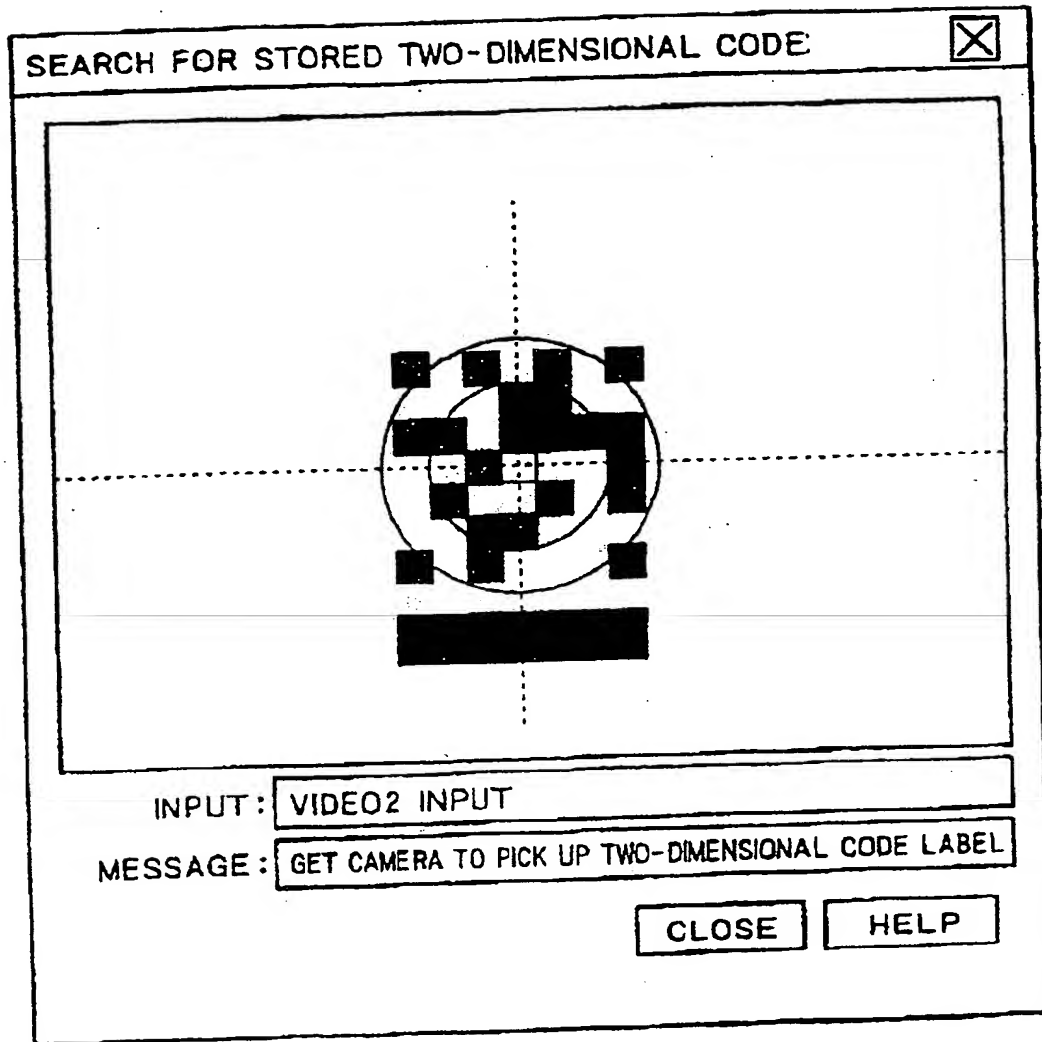 SEARCH FOR STORED TWO-DIMENSIONAL CODE
INPUT: VIDEO2 INPUT
MESSAGE: GET CAMERA TO PICK UP TWO-DIMENSIONAL CODE LABEL
CLOSE HELP